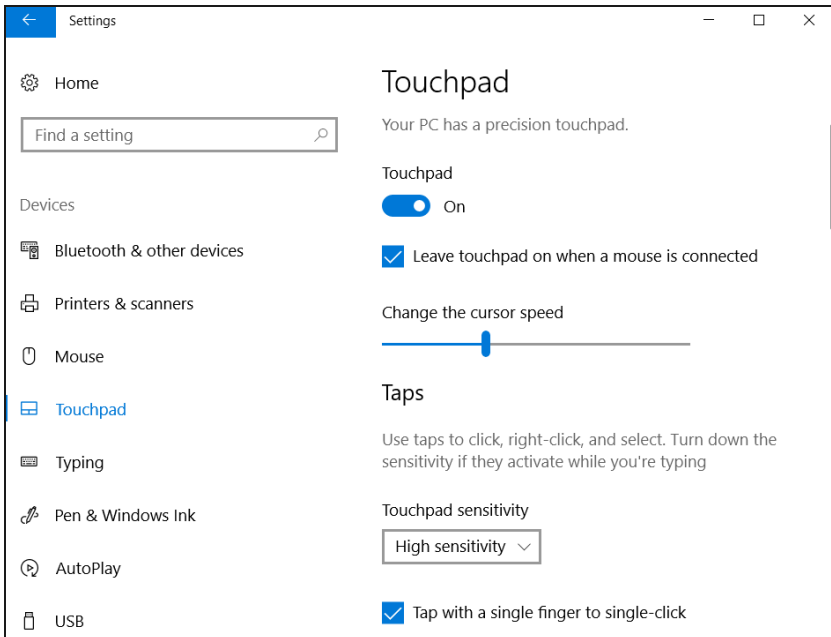 Settings
Home
Find a setting
Devices
Bluetooth & other devices
Printers & scanners
Mouse
Touchpad
Typing
Pen & Windows Ink
AutoPlay
USB
Touchpad
Your PC has a precision touchpad.
Touchpad
On
Leave touchpad on when a mouse is connected
Change the cursor speed
Taps
Use taps to click, right-click, and select. Turn down the
sensitivity if they activate while you're typing
Touchpad sensitivity
High sensitivity
Tap with a single finger to single-click